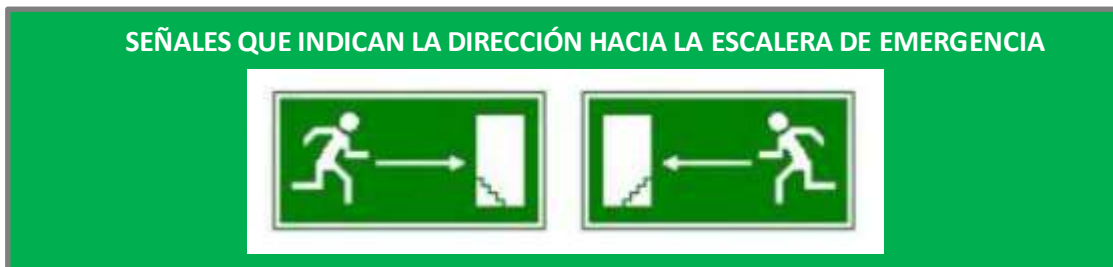 SEÑALES QUE INDICAN LA DIRECCIÓN HACIA LA ESCALERA DE EMERGENCIA